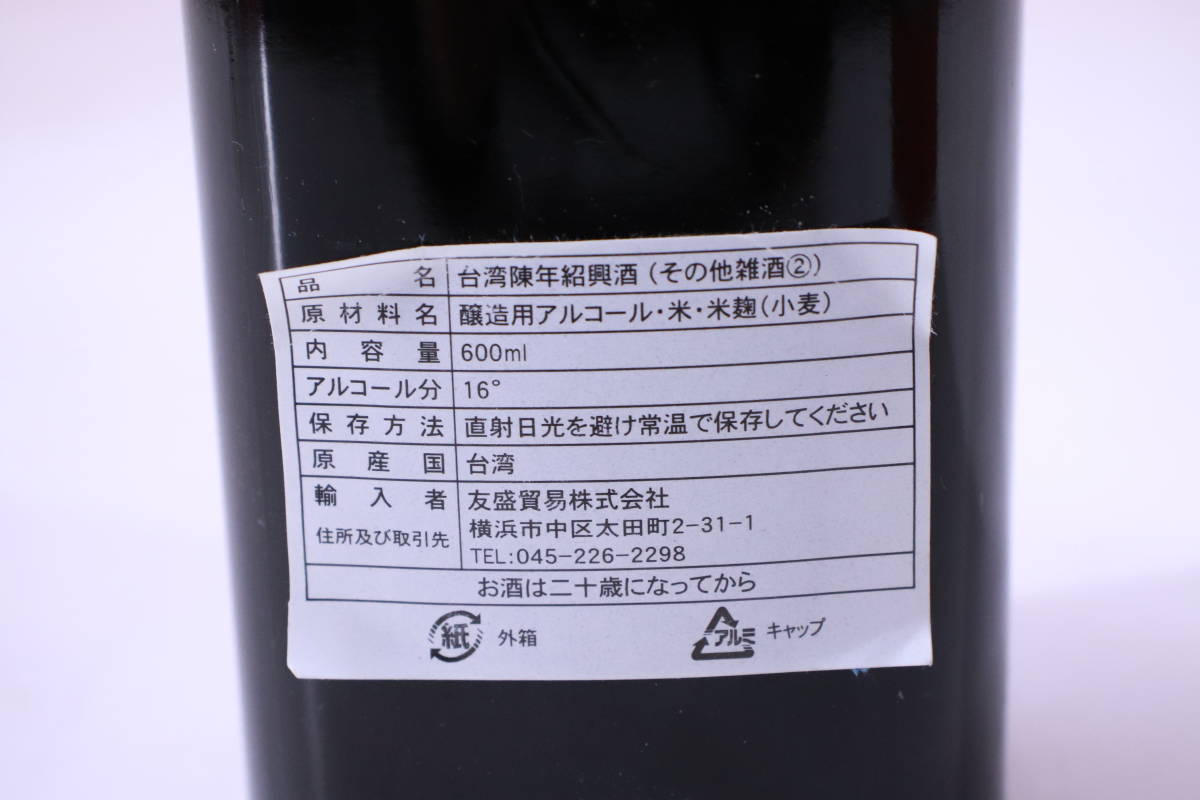 品名 台湾陳年紹興酒（その他雑酒②）
原材料名 醸造用アルコール・米・米麹（小麦）
内容量 600ml
アルコール分 16°
保存方法 直射日光を避け常温で保存してください
原産国 台湾
輸入者 友盛貿易株式会社
横浜市中区太田町2-31-1
住所及び取引先
TEL:045-226-2298
お酒は二十歳になってから
紙 外箱 アルミ キャップ